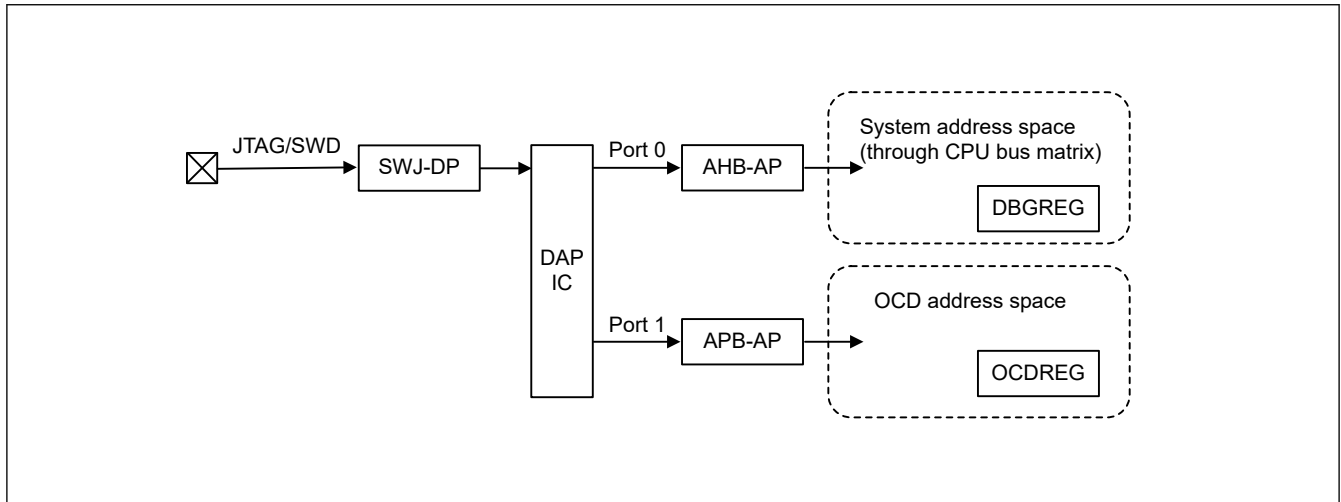 JTAG/SWD
SWJ-DP
DAP
IC
Port 0
AHB-AP
System address space
(through CPU bus matrix)
DBGREG
Port 1
APB-AP
OCD address space
OCDREG